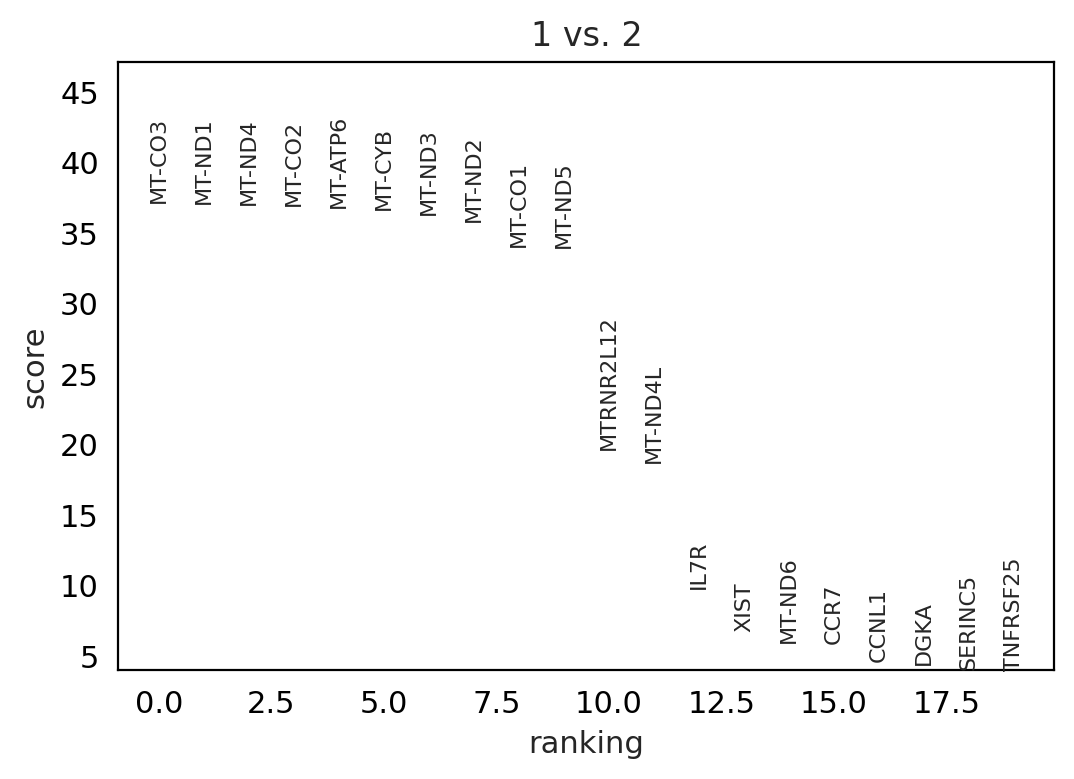 1 vs. 2
score
45
40
35
30
25
20
15
10
5
MT-CO3
MT-ND1
MT-ND4
MT-CO2
MT-ATP6
MT-CYB
MT-ND3
MT-ND2
MT-CO1
MT-ND5
MTRNR2L12
MT-ND4L
IL7R
XIST
MT-ND6
CCR7
CCNL1
DGKA
SERINC5
TNFRSF25
0.0 2.5 5.0 7.5 10.0 12.5 15.0 17.5
ranking